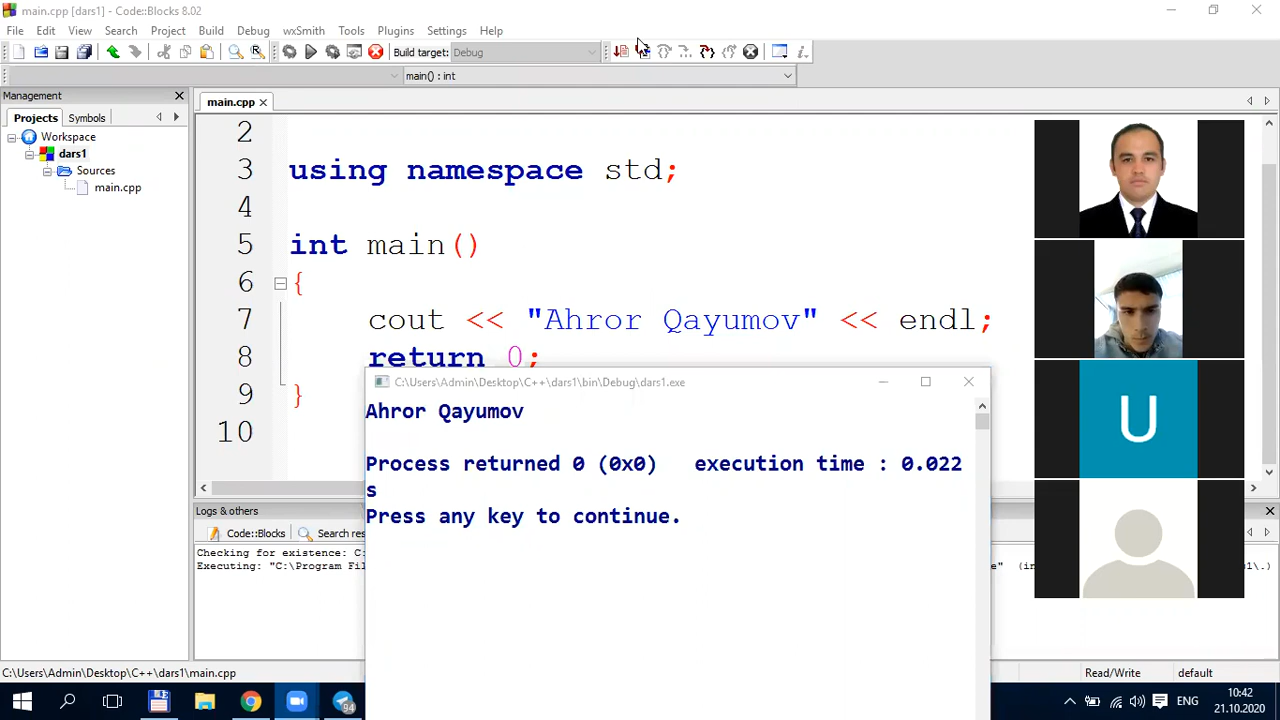 main.cpp [dars1] - Code::Blocks 8.02
File Edit View Search Project Build Debug wxSmith Tools Plugins Settings Help
Build target: Debug
main() : int
Management
Projects Symbols
Workspace
dars1
Sources
main.cpp
main.cpp
2
3 using namespace std;
4
5 int main()
6 {
7 cout << "Ahror Qayumov" << endl;
8 return 0;
9 }
10
C:\Users\Admin\Desktop\C++\dars1\bin\Debug\dars1.exe
Ahror Qayumov
Process returned 0 (0x0) execution time : 0.022
s
Press any key to continue.
U
Logs & others
Code::Blocks Search res
Checking for existence: C:
Executing: "C:\Program Fil
e" (in 1\.)
C:\Users\Admin\Desktop\C++\dars1\main.cpp
Read/Write default
94
ENG
10:42
21.10.2020